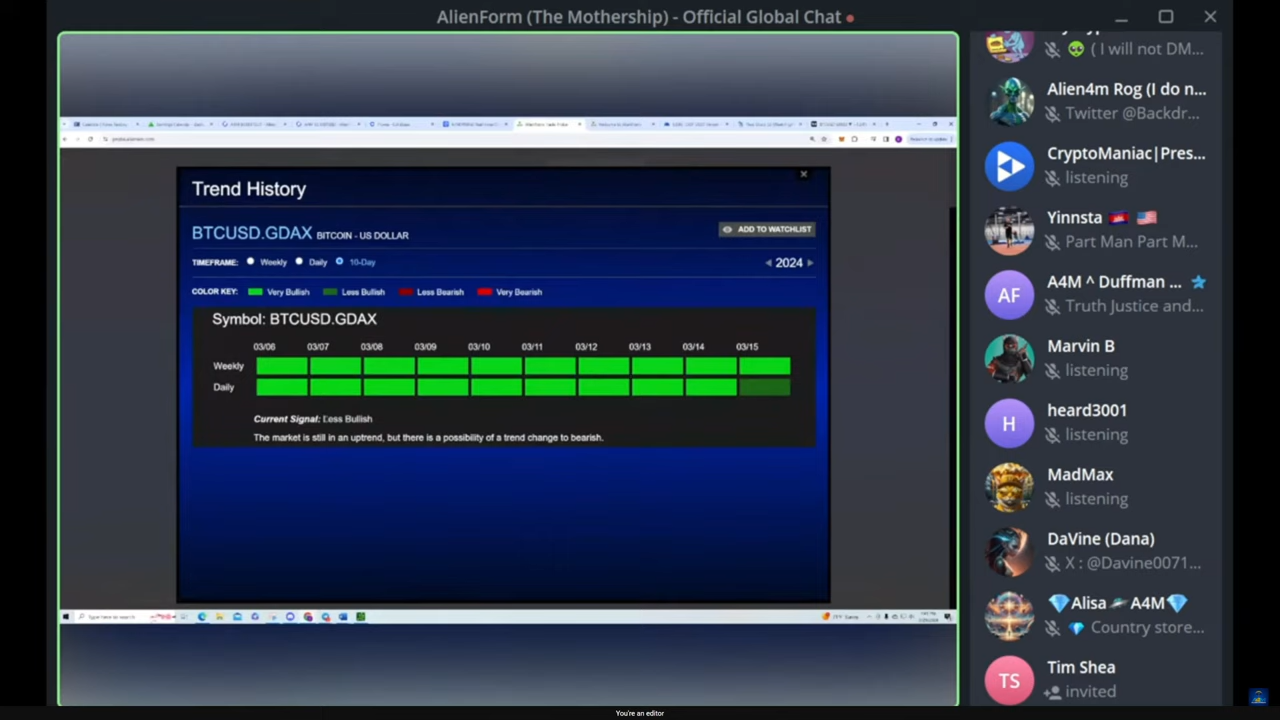 AlienForm (The Mothership) - Official Global Chat
Trend History
BTCUSD.GDAX BITCOIN - US DOLLAR
ADD TO WATCHLIST
TIMEFRAME: Weekly Daily 10-Day
2024
COLOR KEY: Very Bullish Less Bullish Less Bearish Very Bearish
Symbol: BTCUSD.GDAX
03/06 03/07 03/08 03/09 03/10 03/11 03/12 03/13 03/14 03/15
Weekly
Daily
Current Signal: Less Bullish
The market is still in an uptrend, but there is a possibility of a trend change to bearish.
Type here to search
( I will not DM...
Alien4m Rog (I do n...
Twitter @Backdr...
CryptoManiac|Pres...
listening
Yinnsta
Part Man Part M...
AF
A4M ^ Duffman ...
Truth Justice and...
Marvin B
listening
H
heard3001
listening
MadMax
listening
DaVine (Dana)
X : @Davine0071...
Alisa A4M
Country store...
TS
Tim Shea
invited
You're an editor